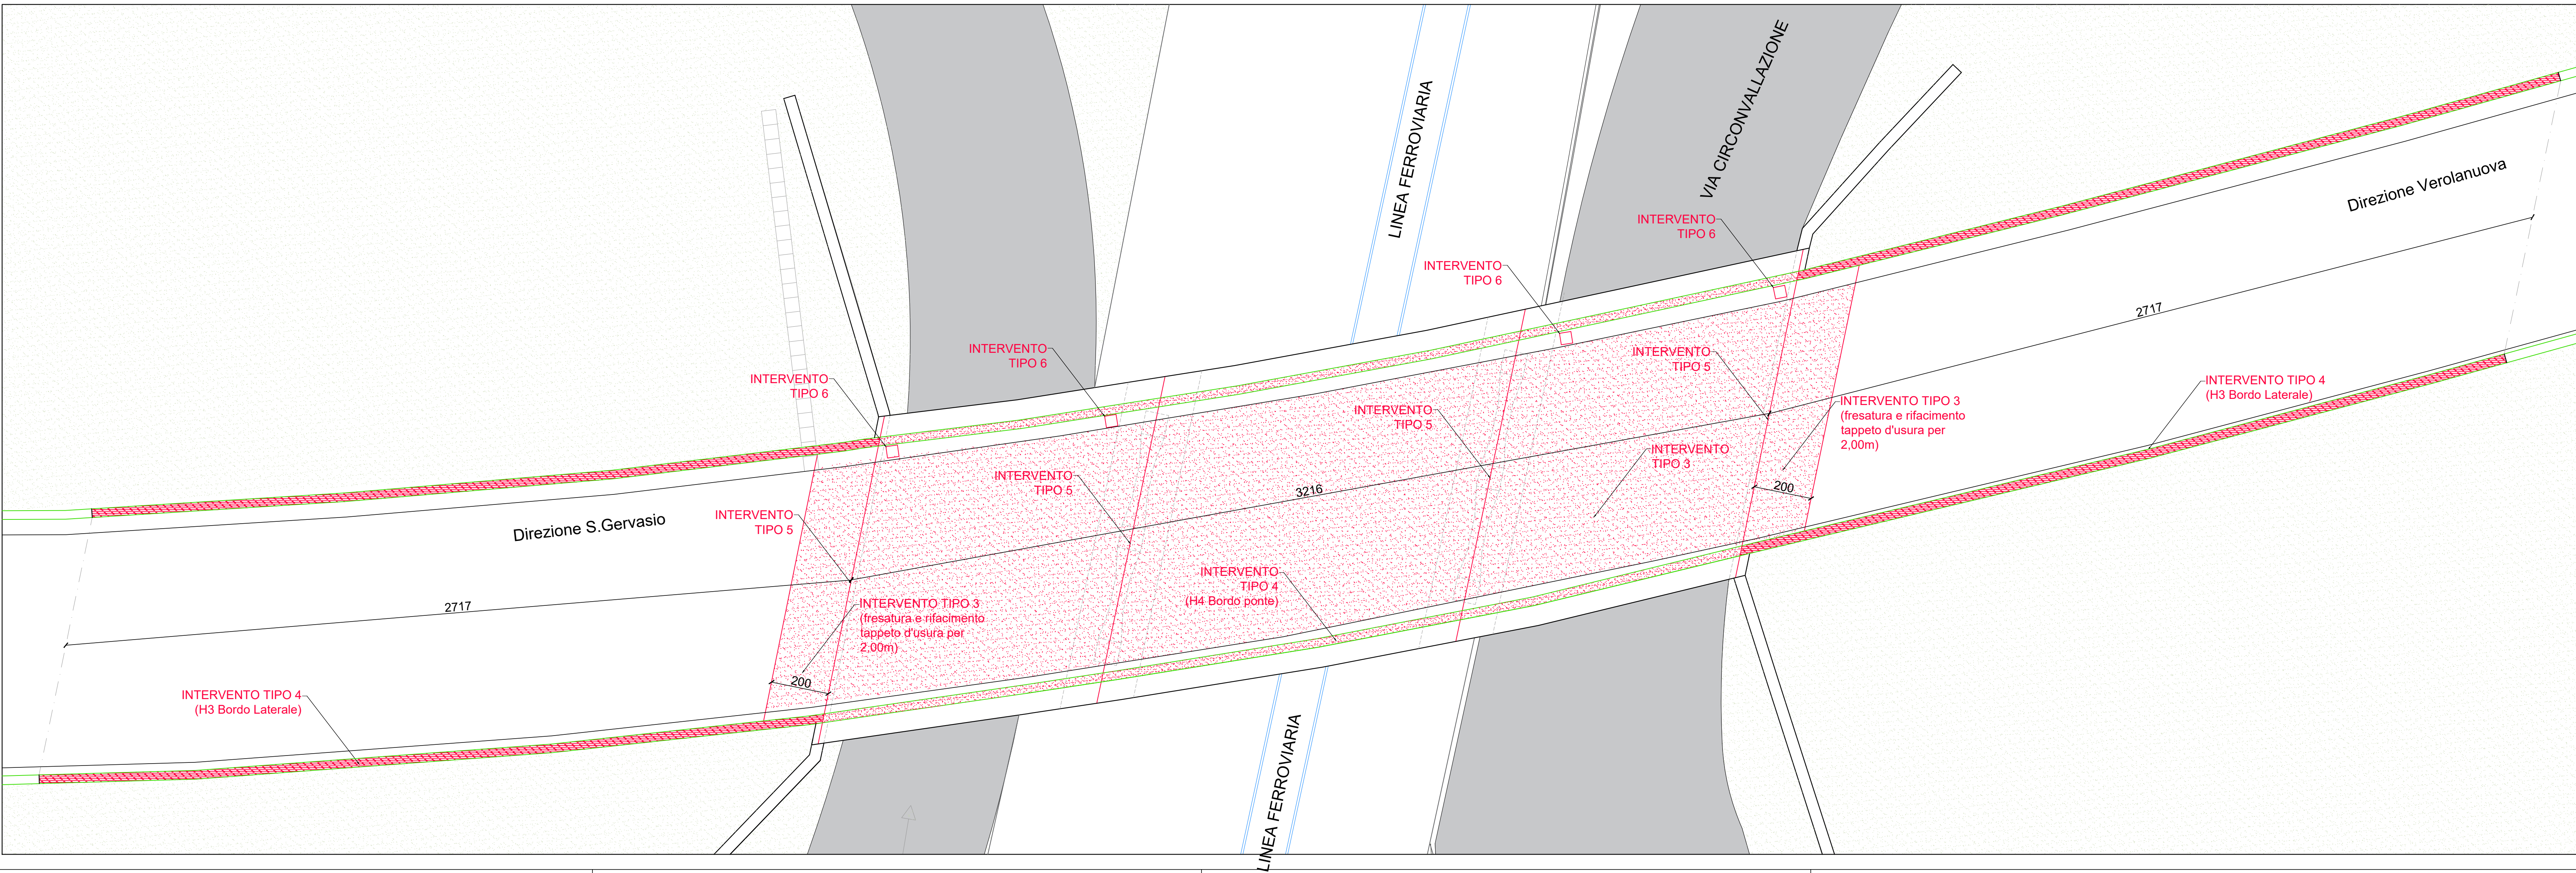 VIA CIRCONVALLAZIONE
LINEA FERROVIARIA
Direzione Verolanuova
INTERVENTO
TIPO 6
INTERVENTO
TIPO 6
2717
INTERVENTO
TIPO 6
INTERVENTO
TIPO 5
INTERVENTO
TIPO 6
INTERVENTO TIPO 4
(H3 Bordo Laterale)
INTERVENTO TIPO 3
(fresatura e rifacimento
tappeto d'usura per
2,00m)
INTERVENTO
TIPO 5
INTERVENTO
TIPO 3
INTERVENTO
TIPO 5
3216
200
Direzione S.Gervasio
INTERVENTO
TIPO 5
INTERVENTO
TIPO 4
(H4 Bordo ponte)
2717
INTERVENTO TIPO 3
(fresatura e rifacimento
tappeto d'usura per
2,00m)
200
INTERVENTO TIPO 4
(H3 Bordo Laterale)
LINEA FERROVIARIA